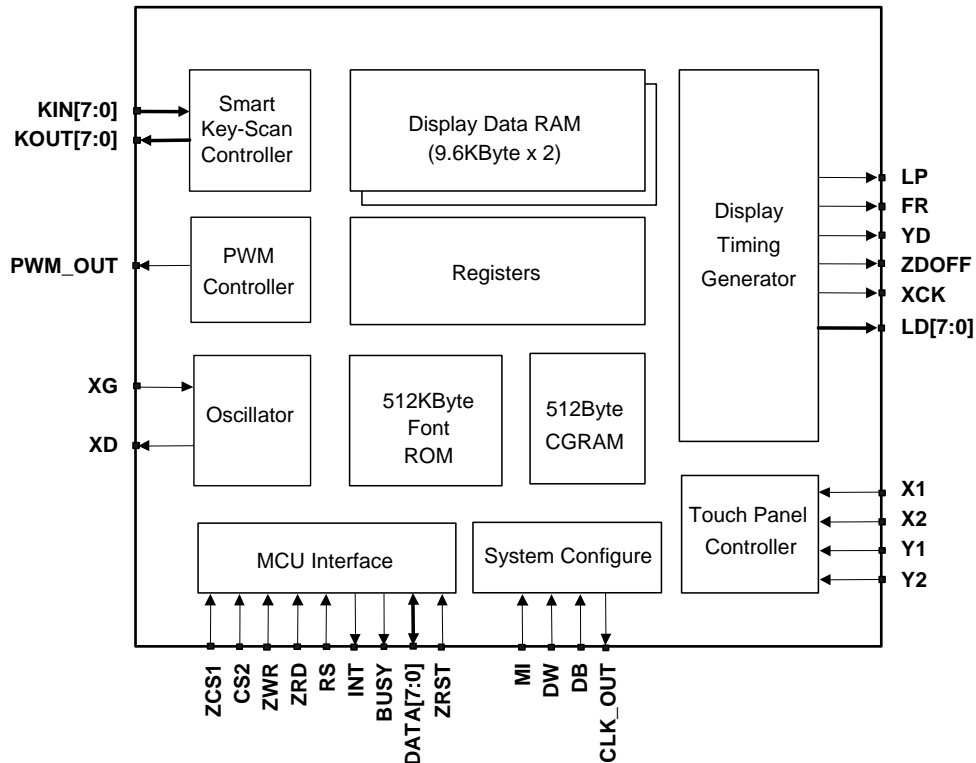 KIN[7:0]
KOUT[7:0]
Smart
Key-Scan
Controller
Display Data RAM
(9.6KByte x 2)
Display
Timing
Generator
LP
FR
YD
ZDOFF
XCK
LD[7:0]
PWM_OUT
PWM
Controller
Registers
XG
XD
Oscillator
512KByte
Font
ROM
512Byte
CGRAM
Touch Panel
Controller
X1
X2
Y1
Y2
MCU Interface
System Configure
ZCS1
CS2
ZWR
ZRD
RS
INT
BUSY
DATA[7:0]
ZRST
MI
DW
DB
CLK_OUT